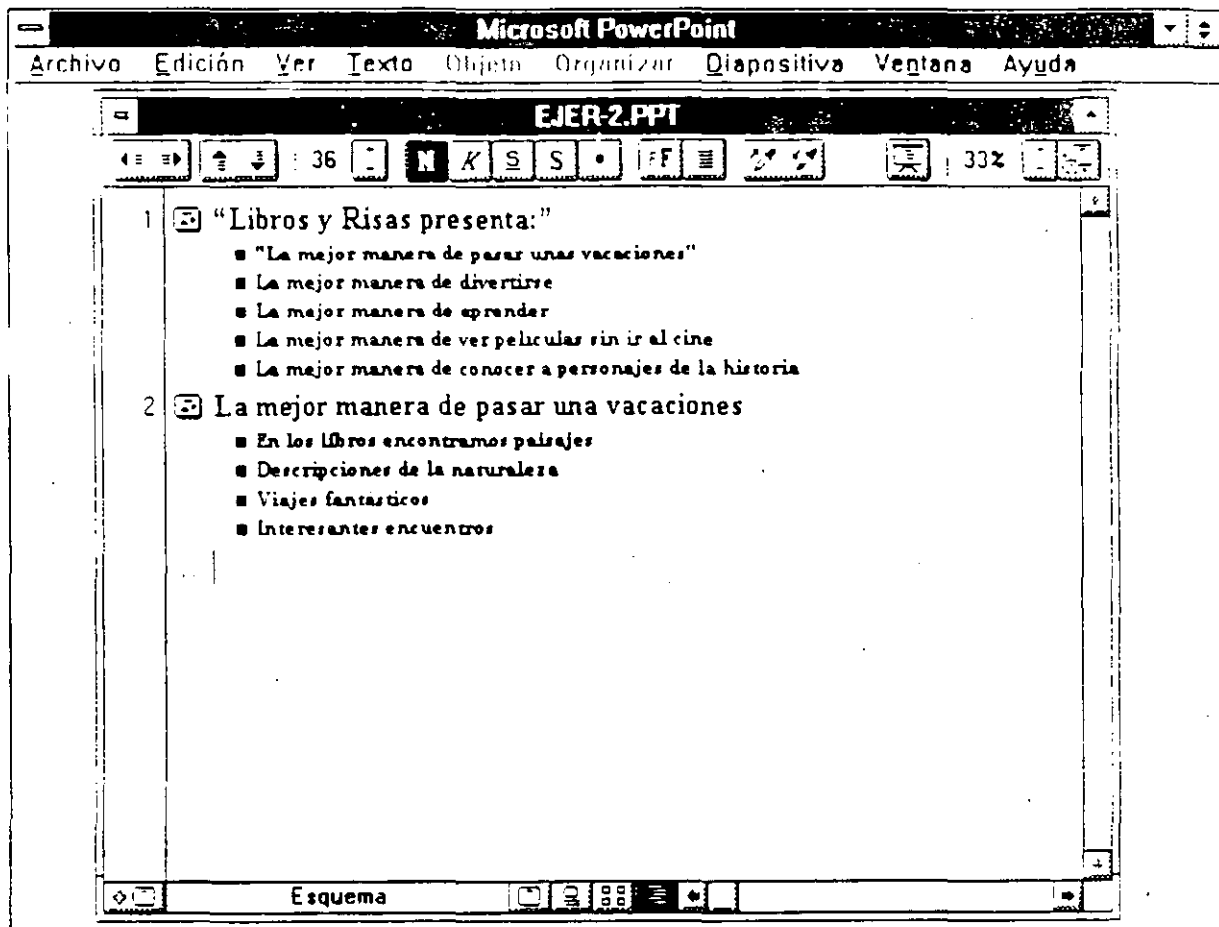 Microsoft PowerPoint
Archivo Edición Ver Texto Objeto Organizar Diapositiva Ventana Ayuda
EJER-2.PPT
36 N K S S • F 33%
1 “Libros y Risas presenta:”
■ "La mejor manera de pasar unas vacaciones"
■ La mejor manera de divertirse
■ La mejor manera de aprender
■ La mejor manera de ver peliculas sin ir al cine
■ La mejor manera de conocer a personajes de la historia
2 La mejor manera de pasar una vacaciones
■ En los libros encontramos paisajes
■ Descripciones de la naturaleza
■ Viajes fantásticos
■ Interesantes encuentros
Esquema